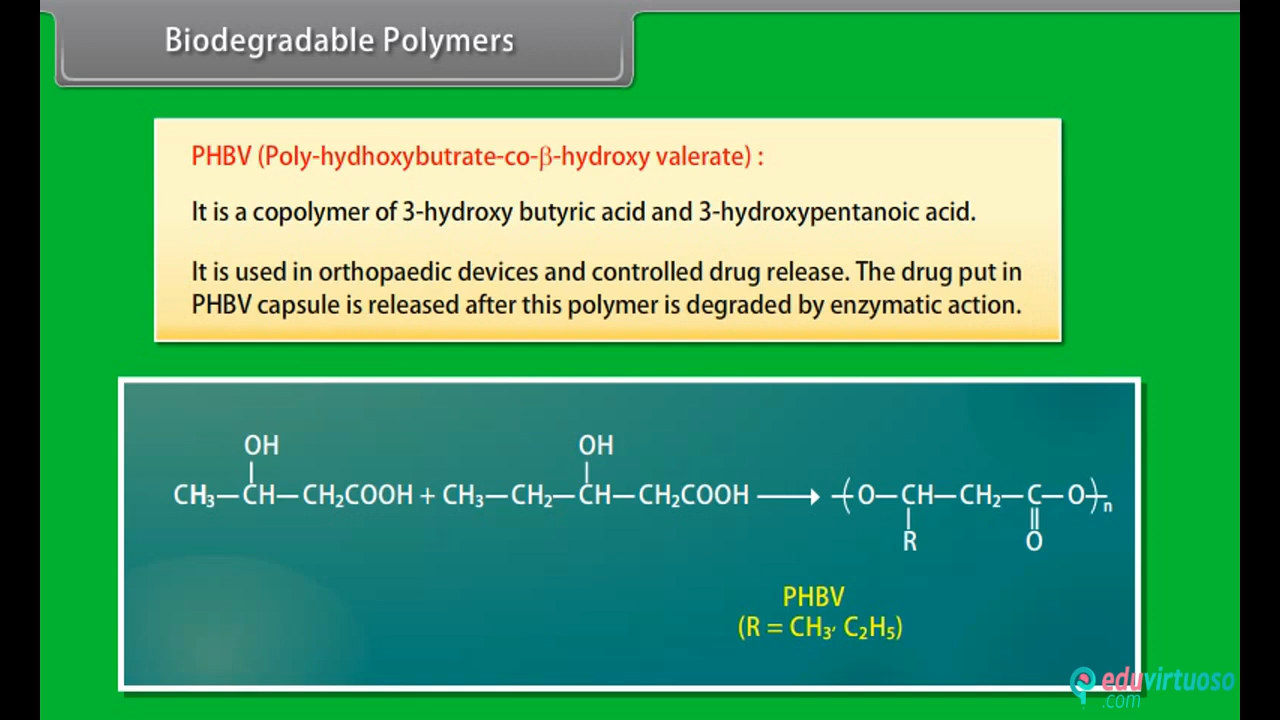 Biodegradable Polymers
PHBV (Poly-hydhoxybutrate-co-β-hydroxy valerate) :
It is a copolymer of 3-hydroxy butyric acid and 3-hydroxypentanoic acid.
It is used in orthopaedic devices and controlled drug release. The drug put in
PHBV capsule is released after this polymer is degraded by enzymatic action.
OH OH
CH₃—CH—CH₂COOH + CH₃—CH₂—CH—CH₂COOH ⟶ —(O—CH—CH₂—C—O—)ₙ
R O
PHBV
(R = CH₃, C₂H₅)
eduvirtuoso
.com